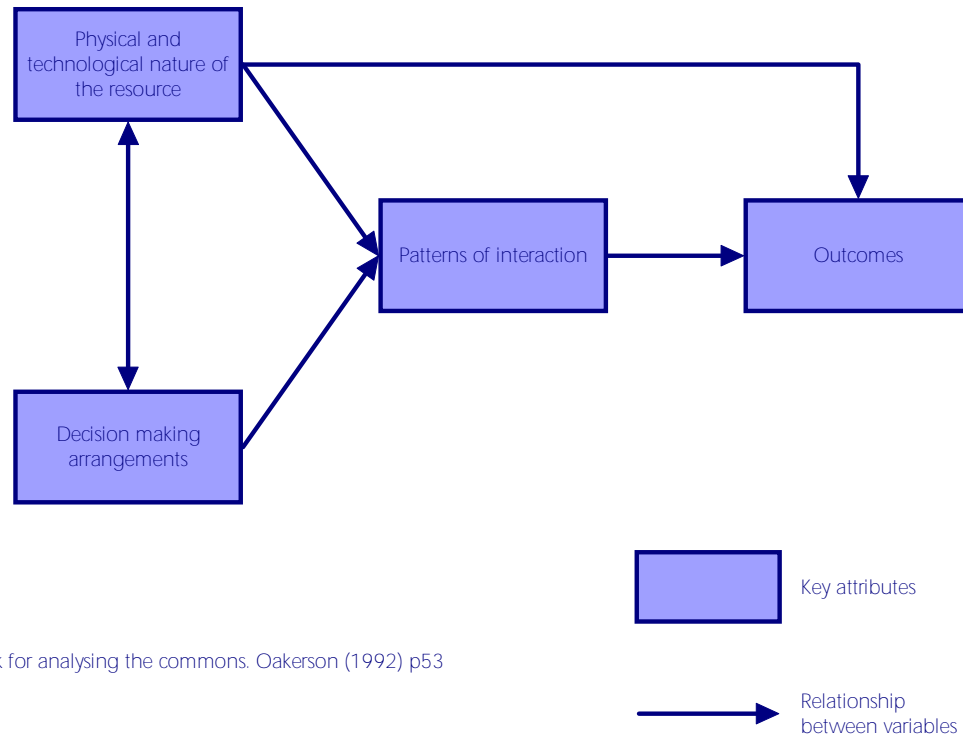 Physical and
technological nature of
the resource
Patterns of interaction
Outcomes
Decision making
arrangements
Key attributes
for analysing the commons. Oakerson (1992) p53
Relationship
between variables